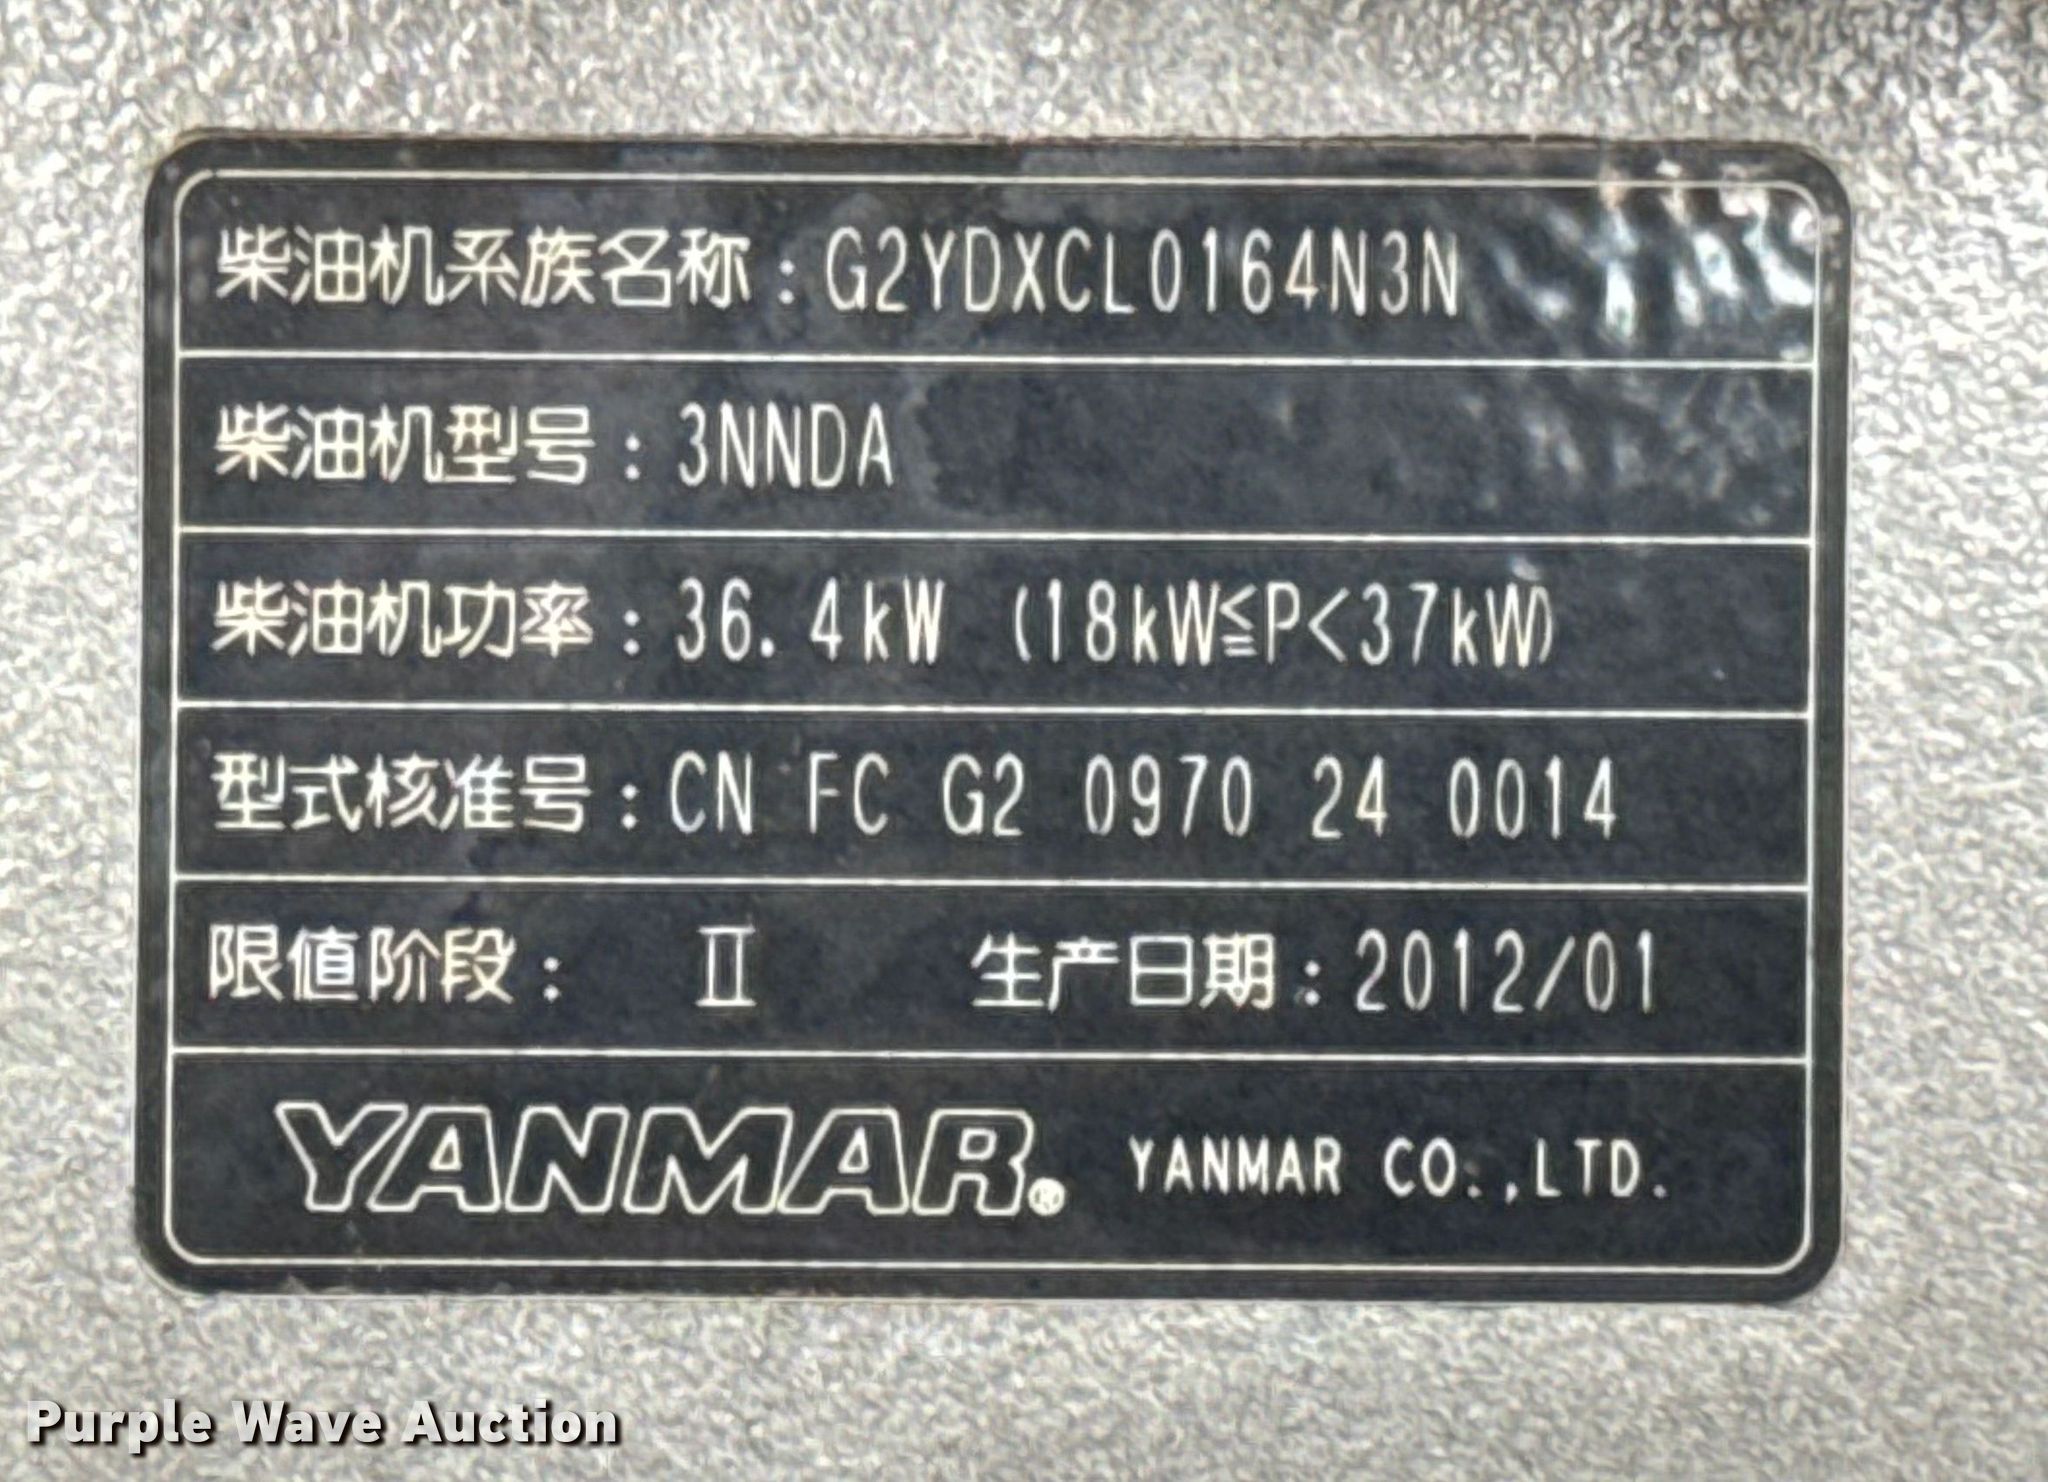 柴油机系族名称：G2YDXCL0164N3N
柴油机型号：3NNDA
柴油机功率：36.4kW (18kW≦P<37kW)
型式核准号：CN FC G2 0970 24 0014
限值阶段： Ⅱ 生产日期：2012/01
YANMAR® YANMAR CO.,LTD.
Purple Wave Auction